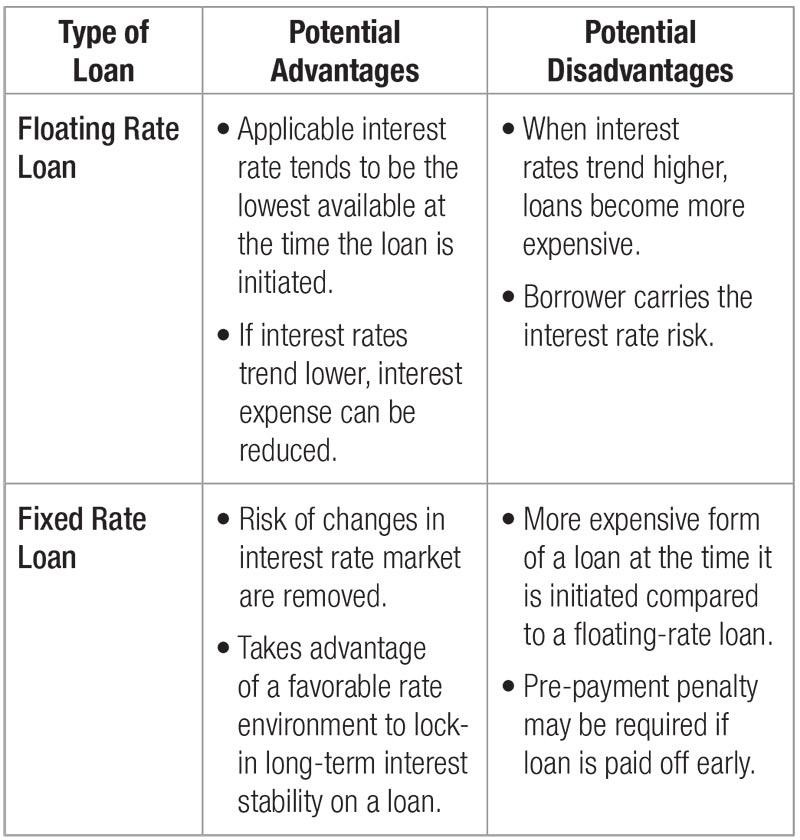 Type of
Loan
Potential
Advantages
Potential
Disadvantages
Floating Rate
Loan
• Applicable interest
rate tends to be the
lowest available at
the time the loan is
initiated.
• If interest rates
trend lower, interest
expense can be
reduced.
• When interest
rates trend higher,
loans become more
expensive.
• Borrower carries the
interest rate risk.
Fixed Rate
Loan
• Risk of changes in
interest rate market
are removed.
• Takes advantage
of a favorable rate
environment to lock-
in long-term interest
stability on a loan.
• More expensive form
of a loan at the time it
is initiated compared
to a floating-rate loan.
• Pre-payment penalty
may be required if
loan is paid off early.